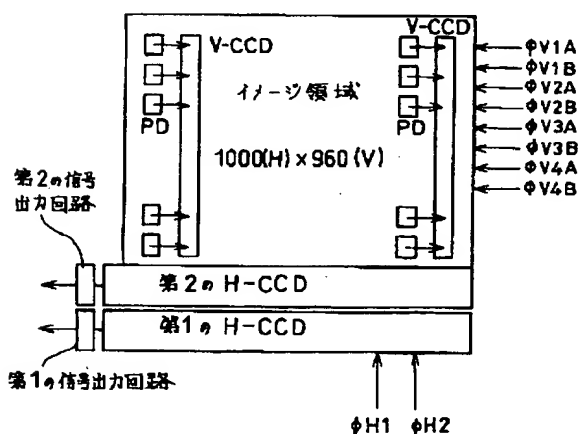 V-CCD
V-CCD
イメージ領域
PD
PD
1000(H)×960(V)
φV1A
φV1B
φV2A
φV2B
φV3A
φV3B
φV4A
φV4B
第2の信号
出力回路
第2の H-CCD
第1の H-CCD
第1の信号出力回路
φH1
φH2